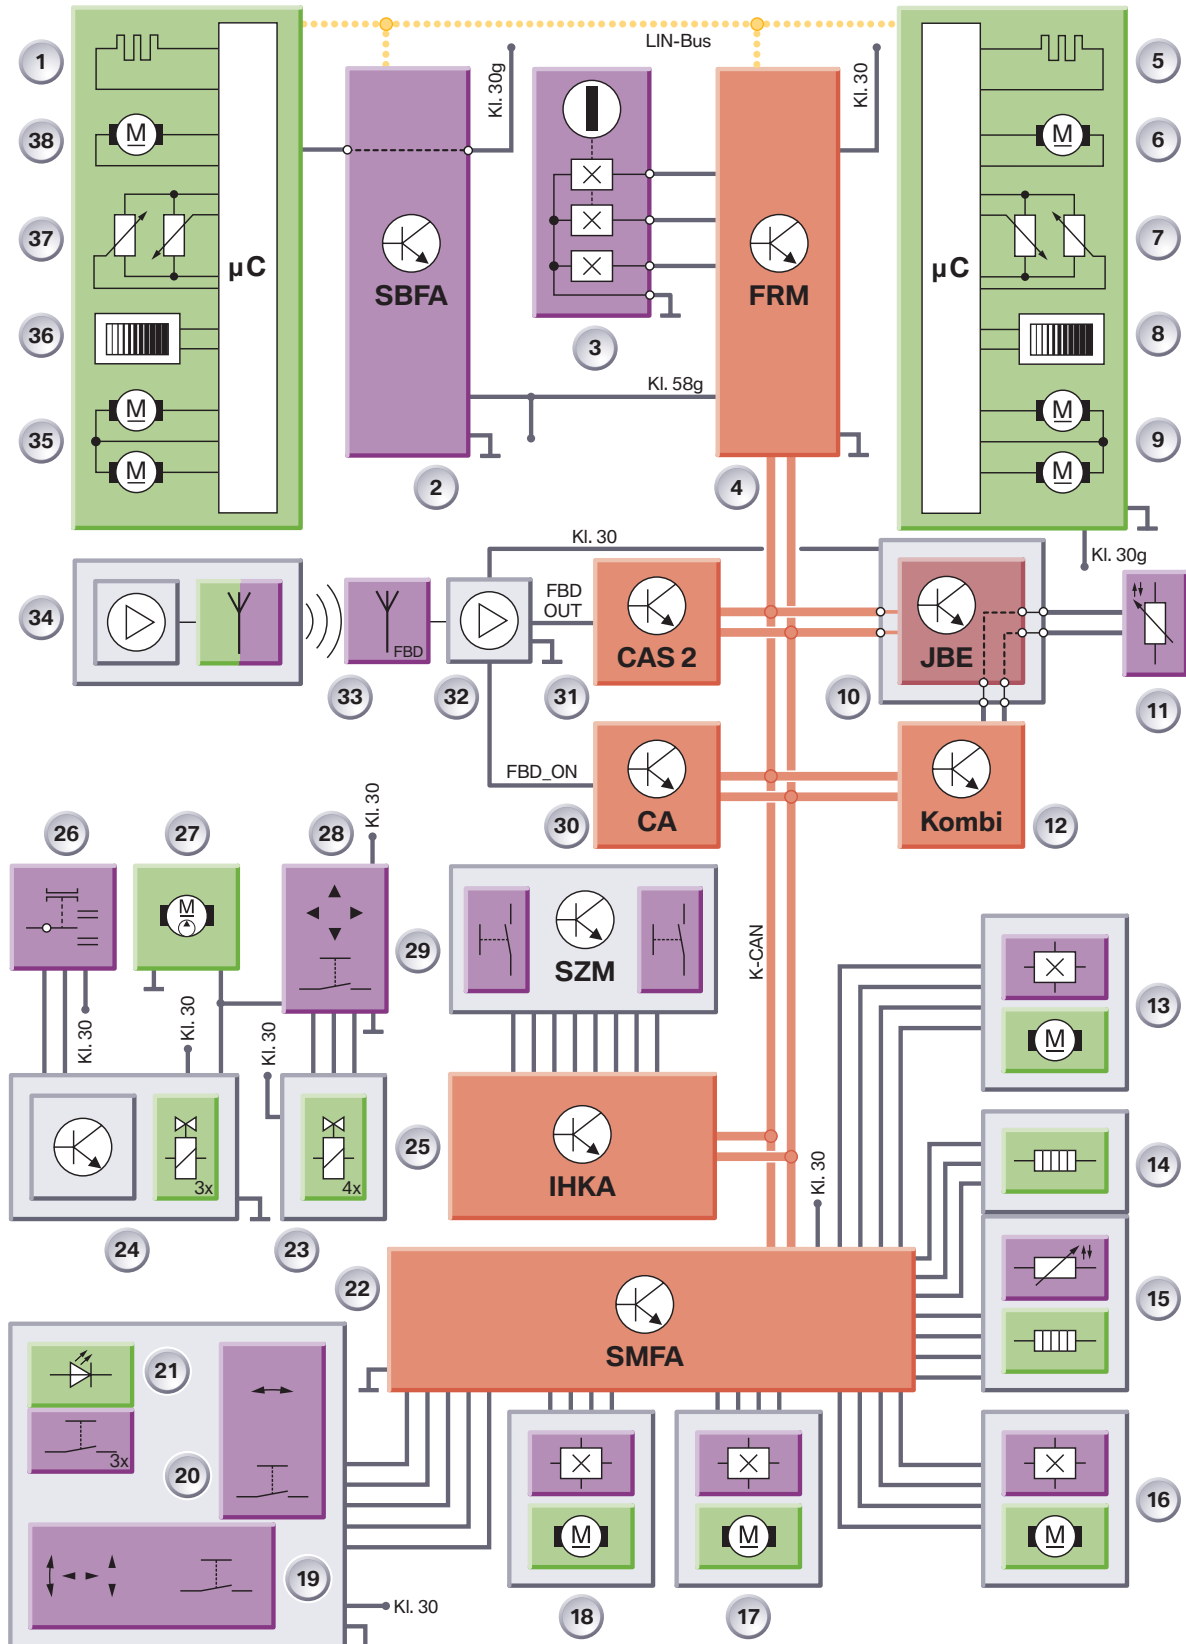 LIN-Bus
1
Kl. 30g
Kl. 30
5
38
M
M
6
37
µC
SBFA
FRM
µC
7
36
3
8
Kl. 58g
35
M
M
M
M
9
2
4
Kl. 30
Kl. 30g
34
FBD
FBD
OUT
CAS 2
JBE
33
32
31
10
11
FBD_ON
CA
Kombi
30
12
Kl. 30
26
27
28
M
29
SZM
K-CAN
13
M
Kl. 30
Kl. 30
Kl. 30
3x
4x
25
IHKA
14
Kl. 30
24
23
22
SMFA
15
21
3x
20
M
M
M
16
19
Kl. 30
18
17